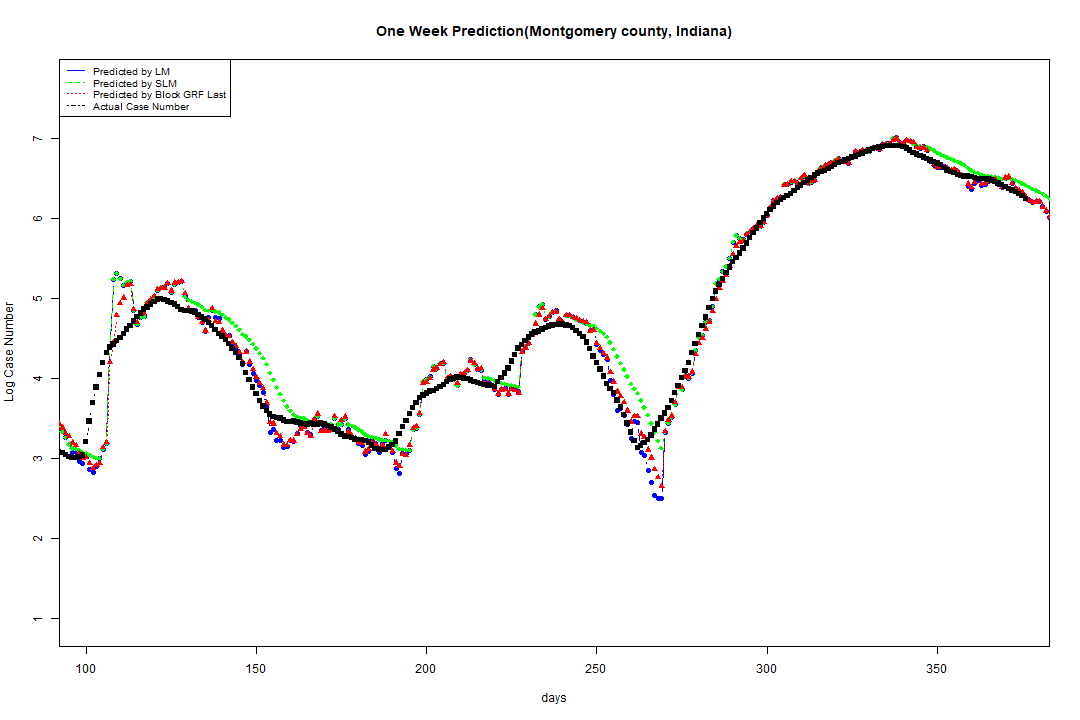 One Week Prediction(Montgomery county, Indiana)
Predicted by LM
Predicted by SLM
Predicted by Block GRF Last
Actual Case Number
Log Case Number
7
6
5
4
3
2
1
100 150 200 250 300 350
days